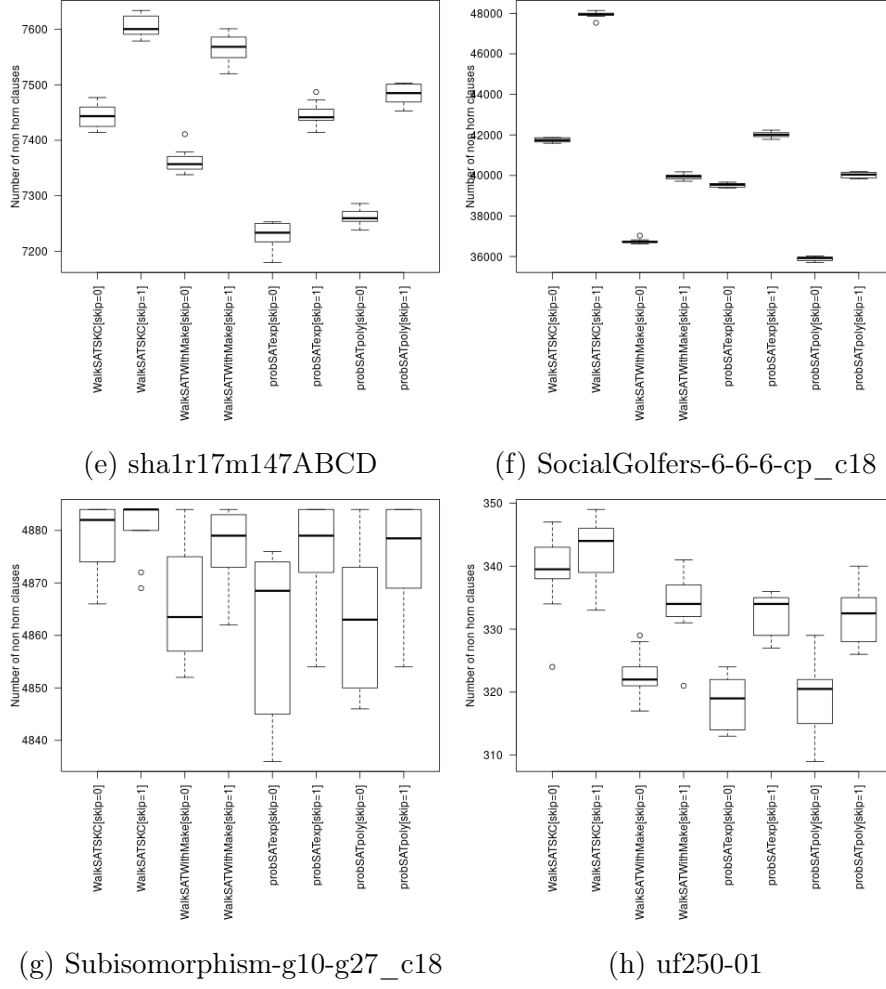 Number of non horn clauses
7600
7500
7400
7300
7200
WalkSATSKC[skip=0]
WalkSATSKC[skip=1]
WalkSATWithMake[skip=0]
WalkSATWithMake[skip=1]
probSATexp[skip=0]
probSATexp[skip=1]
probSATpoly[skip=0]
probSATpoly[skip=1]
(e) sha1r17m147ABCD
Number of non horn clauses
48000
46000
44000
42000
40000
38000
36000
WalkSATSKC[skip=0]
WalkSATSKC[skip=1]
WalkSATWithMake[skip=0]
WalkSATWithMake[skip=1]
probSATexp[skip=0]
probSATexp[skip=1]
probSATpoly[skip=0]
probSATpoly[skip=1]
(f) SocialGolfers-6-6-6-cp_c18
Number of non horn clauses
4880
4870
4860
4850
4840
WalkSATSKC[skip=0]
WalkSATSKC[skip=1]
WalkSATWithMake[skip=0]
WalkSATWithMake[skip=1]
probSATexp[skip=0]
probSATexp[skip=1]
probSATpoly[skip=0]
probSATpoly[skip=1]
(g) Subisomorphism-g10-g27_c18
Number of non horn clauses
350
340
330
320
310
WalkSATSKC[skip=0]
WalkSATSKC[skip=1]
WalkSATWithMake[skip=0]
WalkSATWithMake[skip=1]
probSATexp[skip=0]
probSATexp[skip=1]
probSATpoly[skip=0]
probSATpoly[skip=1]
(h) uf250-01